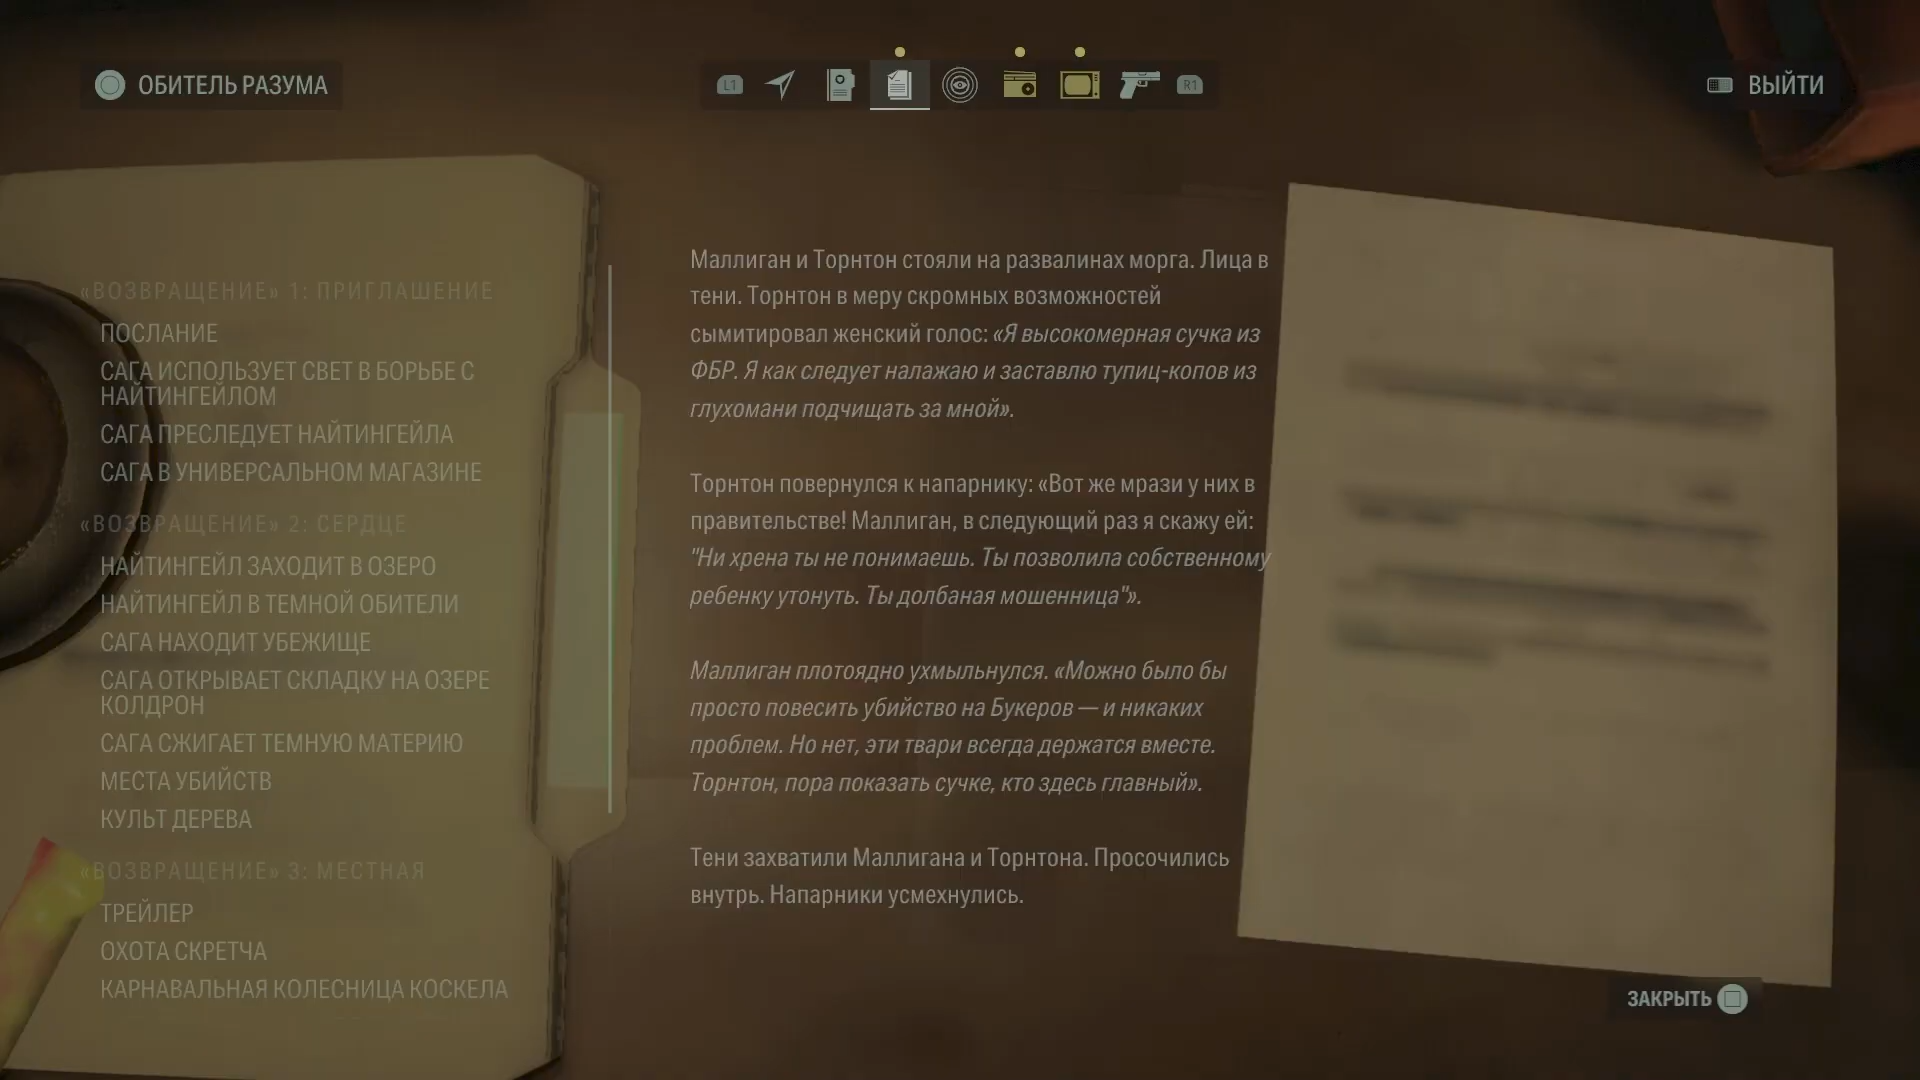 ОБИТЕЛЬ РАЗУМА
L1
R1
ВЫЙТИ
«ВОЗВРАЩЕНИЕ» 1: ПРИГЛАШЕНИЕ
ПОСЛАНИЕ
САГА ИСПОЛЬЗУЕТ СВЕТ В БОРЬБЕ С
НАЙТИНГЕЙЛОМ
САГА ПРЕСЛЕДУЕТ НАЙТИНГЕЙЛА
САГА В УНИВЕРСАЛЬНОМ МАГАЗИНЕ
«ВОЗВРАЩЕНИЕ» 2: СЕРДЦЕ
НАЙТИНГЕЙЛ ЗАХОДИТ В ОЗЕРО
НАЙТИНГЕЙЛ В ТЕМНОЙ ОБИТЕЛИ
САГА НАХОДИТ УБЕЖИЩЕ
САГА ОТКРЫВАЕТ СКЛАДКУ НА ОЗЕРЕ
КОЛДРОН
САГА СЖИГАЕТ ТЕМНУЮ МАТЕРИЮ
МЕСТА УБИЙСТВ
КУЛЬТ ДЕРЕВА
«ВОЗВРАЩЕНИЕ» 3: МЕСТНАЯ
ТРЕЙЛЕР
ОХОТА СКРЕТЧА
КАРНАВАЛЬНАЯ КОЛЕСНИЦА КОСКЕЛА
Маллиган и Торнтон стояли на развалинах морга. Лица в
тени. Торнтон в меру скромных возможностей
сымитировал женский голос: «Я высокомерная сучка из
ФБР. Я как следует налажаю и заставлю тупиц-копов из
глухомани подчищать за мной».
Торнтон повернулся к напарнику: «Вот же мрази у них в
правительстве! Маллиган, в следующий раз я скажу ей:
"Ни хрена ты не понимаешь. Ты позволила собственному
ребенку утонуть. Ты долбаная мошенница"».
Маллиган плотоядно ухмыльнулся. «Можно было бы
просто повесить убийство на Букеров — и никаких
проблем. Но нет, эти твари всегда держатся вместе.
Торнтон, пора показать сучке, кто здесь главный».
Тени захватили Маллигана и Торнтона. Просочились
внутрь. Напарники усмехнулись.
ЗАКРЫТЬ